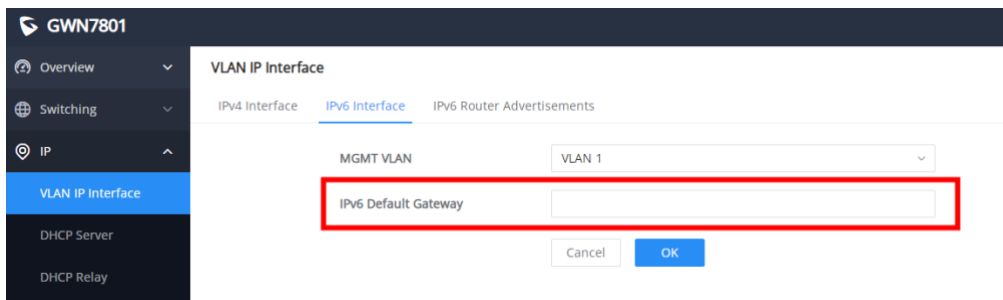 GWN7801
Overview
VLAN IP Interface
Switching
IPv4 Interface IPv6 Interface IPv6 Router Advertisements
IP
MGMT VLAN VLAN 1
VLAN IP Interface
IPv6 Default Gateway
DHCP Server
Cancel OK
DHCP Relay